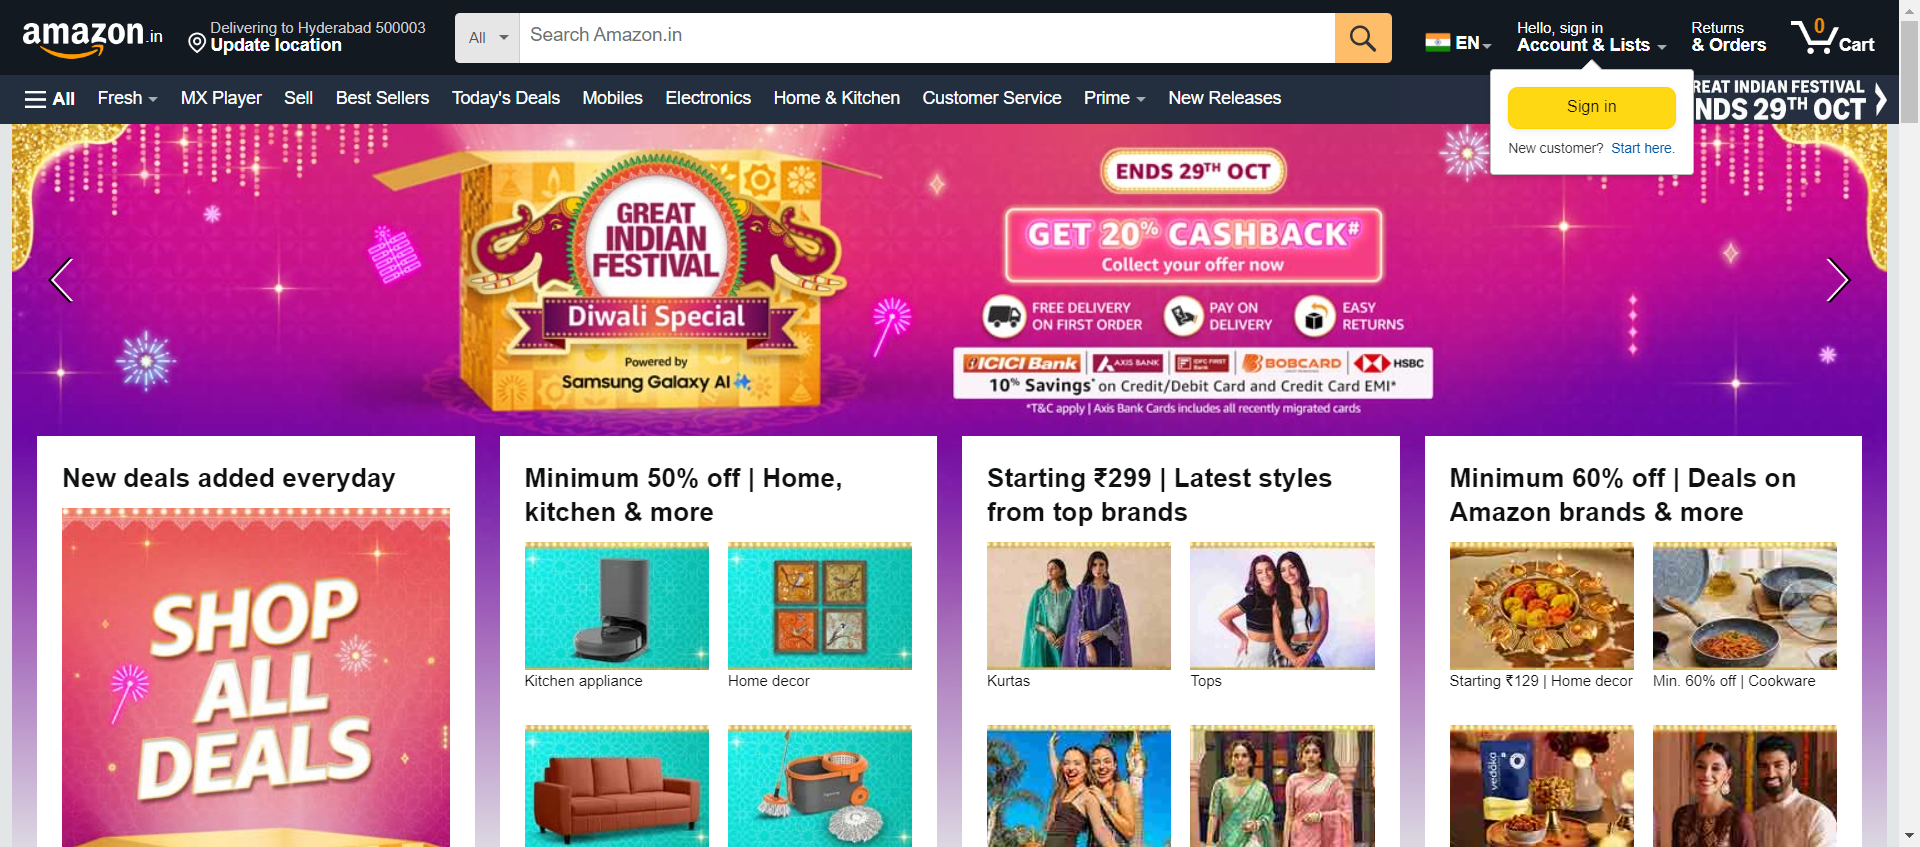 amazon.in
Delivering to Hyderabad 500003
Update location
All
Search Amazon.in
EN
Hello, sign in
Account & Lists
Returns
& Orders
0
Cart
All
Fresh
MX Player
Sell
Best Sellers
Today's Deals
Mobiles
Electronics
Home & Kitchen
Customer Service
Prime
New Releases
REAT INDIAN FESTIVAL
NDS 29TH OCT
Sign in
New customer? Start here.
GREAT
INDIAN
FESTIVAL
Diwali Special
Powered by
Samsung Galaxy AI
ENDS 29TH OCT
GET 20% CASHBACK#
Collect your offer now
FREE DELIVERY
ON FIRST ORDER
PAY ON
DELIVERY
EASY
RETURNS
ICICI Bank
AXIS BANK
IDFC FIRST
Bank
BOBCARD
HSBC
10% Savings* on Credit/Debit Card and Credit Card EMI*
*T&C apply | Axis Bank Cards includes all recently migrated cards
New deals added everyday
SHOP
ALL
DEALS
Minimum 50% off | Home,
kitchen & more
Kitchen appliance
Home decor
Starting ₹299 | Latest styles
from top brands
Kurtas
Tops
Minimum 60% off | Deals on
Amazon brands & more
Starting ₹129 | Home decor
Min. 60% off | Cookware
vedaka